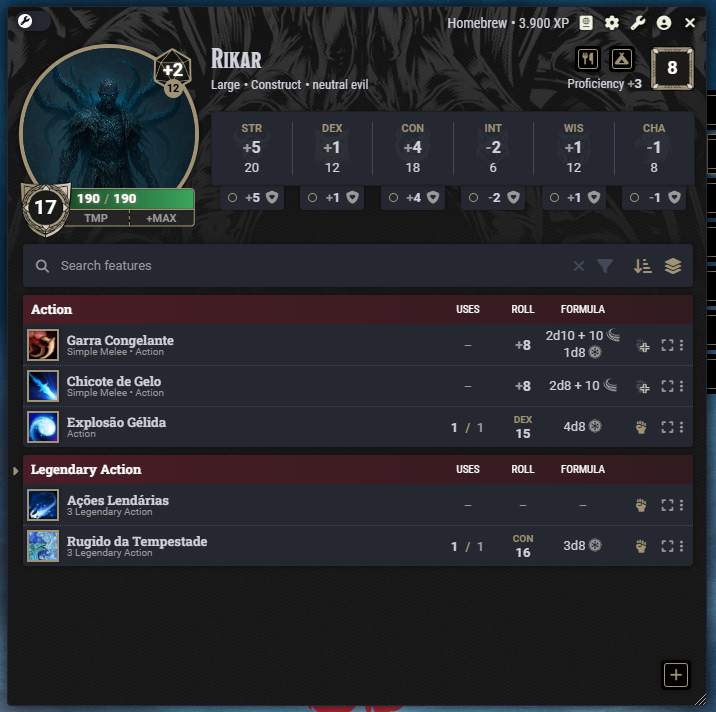 Homebrew • 3.900 XP
+2
12
Rikar
Large • Construct • neutral evil
Proficiency +3
8
STR DEX CON INT WIS CHA
+5 +1 +4 -2 +1 -1
20 12 18 6 12 8
+5 +1 +4 -2 +1 -1
17
190 / 190
TMP +MAX
Search features
Action USES ROLL FORMULA
Garra Congelante – +8 2d10 + 10
Simple Melee • Action 1d8
Chicote de Gelo – +8 2d8 + 10
Simple Melee • Action
Explosão Gélida 1 / 1 DEX 15 4d8
Action
Legendary Action USES ROLL FORMULA
Ações Lendárias – – –
3 Legendary Action
Rugido da Tempestade 1 / 1 CON 16 3d8
3 Legendary Action